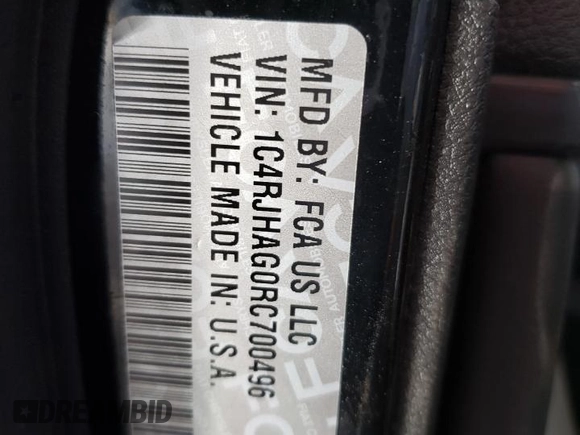 MFD BY: FCA US LLC
VIN: 1C4RJHAG0RC700496
VEHICLE MADE IN: U.S.A.
DREAMBID